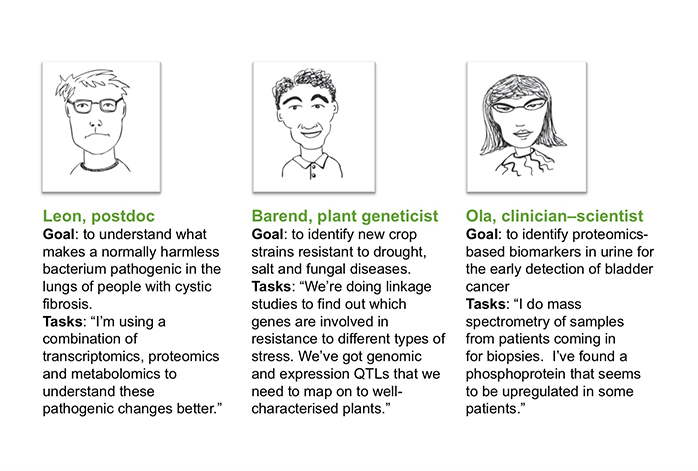 Leon, postdoc
Goal: to understand what
makes a normally harmless
bacterium pathogenic in the
lungs of people with cystic
fibrosis.
Tasks: “I’m using a
combination of
transcriptomics, proteomics
and metabolomics to
understand these
pathogenic changes better.”
Barend, plant geneticist
Goal: to identify new crop
strains resistant to drought,
salt and fungal diseases.
Tasks: “We’re doing linkage
studies to find out which
genes are involved in
resistance to different types of
stress. We’ve got genomic
and expression QTLs that we
need to map on to well-
characterised plants.”
Ola, clinician–scientist
Goal: to identify proteomics-
based biomarkers in urine for
the early detection of bladder
cancer
Tasks: “I do mass
spectrometry of samples
from patients coming in
for biopsies.  I’ve found a
phosphoprotein that seems
to be upregulated in some
patients.”